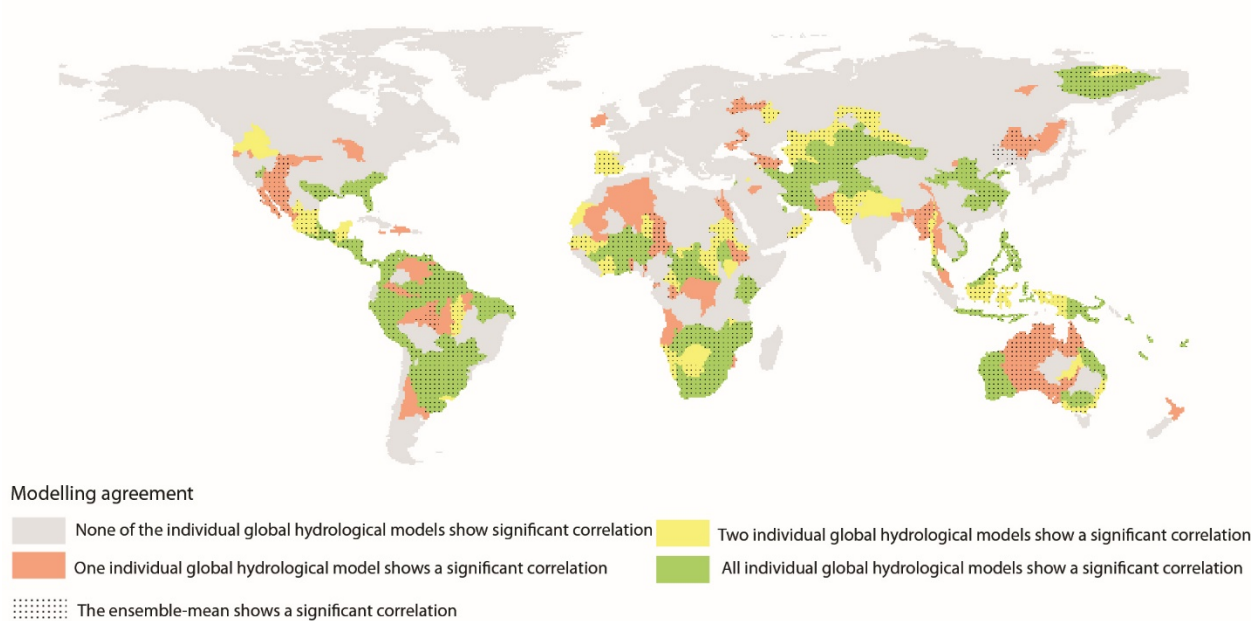 Modelling agreement
None of the individual global hydrological models show significant correlation
Two individual global hydrological models show a significant correlation
One individual global hydrological model shows a significant correlation
All individual global hydrological models show a significant correlation
The ensemble-mean shows a significant correlation